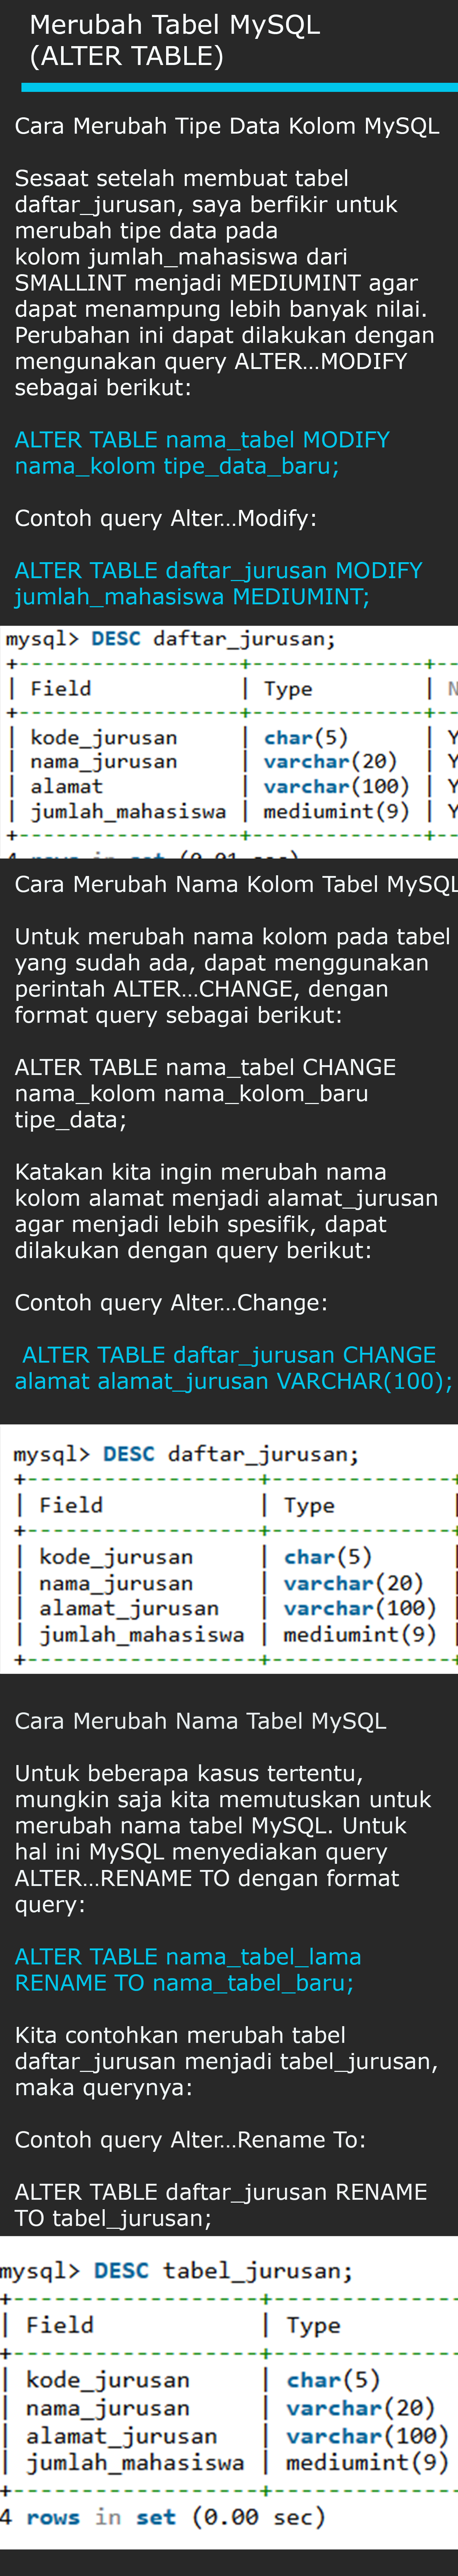 Merubah Tabel MySQL
(ALTER TABLE)
Cara Merubah Tipe Data Kolom MySQL
Sesaat setelah membuat tabel
daftar_jurusan, saya berfikir untuk
merubah tipe data pada
kolom jumlah_mahasiswa dari
SMALLINT menjadi MEDIUMINT agar
dapat menampung lebih banyak nilai.
Perubahan ini dapat dilakukan dengan
mengunakan query ALTER...MODIFY
sebagai berikut:
ALTER TABLE nama_tabel MODIFY
nama_kolom tipe_data_baru;
Contoh query Alter...Modify:
ALTER TABLE daftar_jurusan MODIFY
jumlah_mahasiswa MEDIUMINT;
mysql> DESC daftar_jurusan;
+------------------+-------------+--
| Field | Type | N
+------------------+-------------+--
| kode_jurusan | char(5) | Y
| nama_jurusan | varchar(20) | Y
| alamat | varchar(100) | Y
| jumlah_mahasiswa | mediumint(9) | Y
+------------------+-------------+--
4 rows in set (0.01 sec)
Cara Merubah Nama Kolom Tabel MySQL
Untuk merubah nama kolom pada tabel
yang sudah ada, dapat menggunakan
perintah ALTER...CHANGE, dengan
format query sebagai berikut:
ALTER TABLE nama_tabel CHANGE
nama_kolom nama_kolom_baru
tipe_data;
Katakan kita ingin merubah nama
kolom alamat menjadi alamat_jurusan
agar menjadi lebih spesifik, dapat
dilakukan dengan query berikut:
Contoh query Alter...Change:
ALTER TABLE daftar_jurusan CHANGE
alamat alamat_jurusan VARCHAR(100);
mysql> DESC daftar_jurusan;
+------------------+--------------+
| Field | Type |
+------------------+--------------+
| kode_jurusan | char(5) |
| nama_jurusan | varchar(20) |
| alamat_jurusan | varchar(100) |
| jumlah_mahasiswa | mediumint(9) |
+------------------+--------------+
Cara Merubah Nama Tabel MySQL
Untuk beberapa kasus tertentu,
mungkin saja kita memutuskan untuk
merubah nama tabel MySQL. Untuk
hal ini MySQL menyediakan query
ALTER...RENAME TO dengan format
query:
ALTER TABLE nama_tabel_lama
RENAME TO nama_tabel_baru;
Kita contohkan merubah tabel
daftar_jurusan menjadi tabel_jurusan,
maka querynya:
Contoh query Alter...Rename To:
ALTER TABLE daftar_jurusan RENAME
TO tabel_jurusan;
mysql> DESC tabel_jurusan;
+------------------+--------------
| Field | Type
+------------------+--------------
| kode_jurusan | char(5)
| nama_jurusan | varchar(20)
| alamat_jurusan | varchar(100)
| jumlah_mahasiswa | mediumint(9)
+------------------+--------------
4 rows in set (0.00 sec)